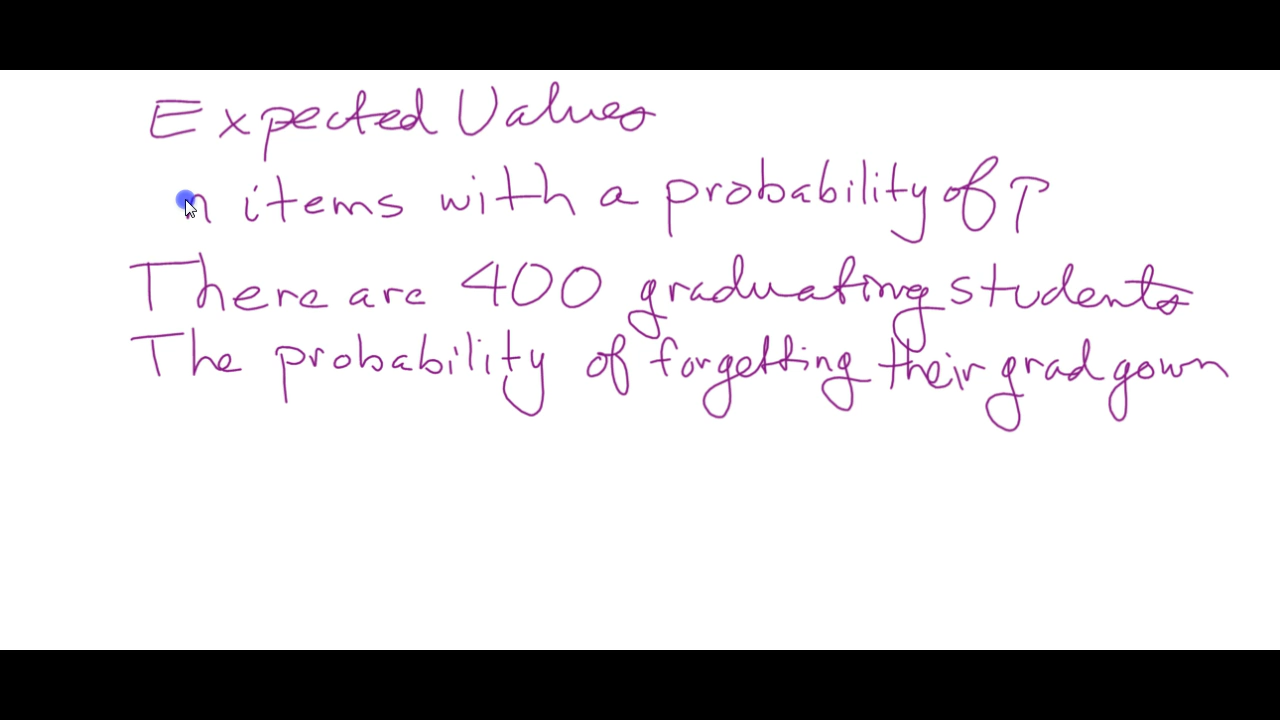 Expected Values
n items with a probability of P
There are 400 graduating students
The probability of forgetting their grad gown